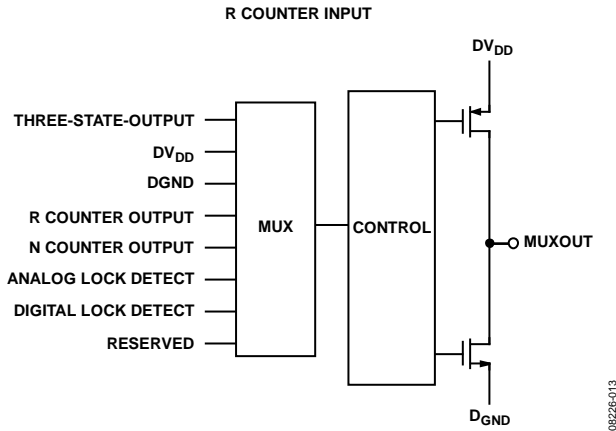 R COUNTER INPUT
DVDD
THREE-STATE-OUTPUT
DVDD
DGND
R COUNTER OUTPUT
N COUNTER OUTPUT
ANALOG LOCK DETECT
DIGITAL LOCK DETECT
RESERVED
MUX
CONTROL
MUXOUT
DGND
08226-013